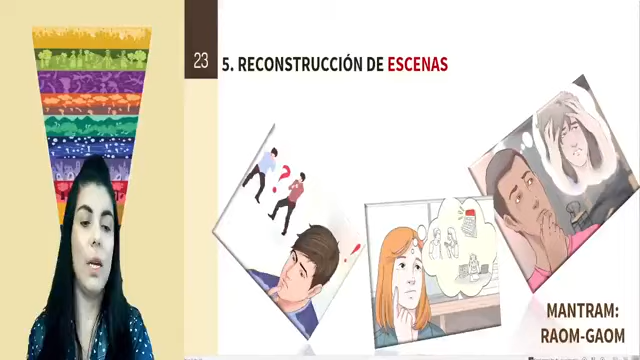 23
5. RECONSTRUCCIÓN DE ESCENAS
MANTRAM:
RAOM-GAOM